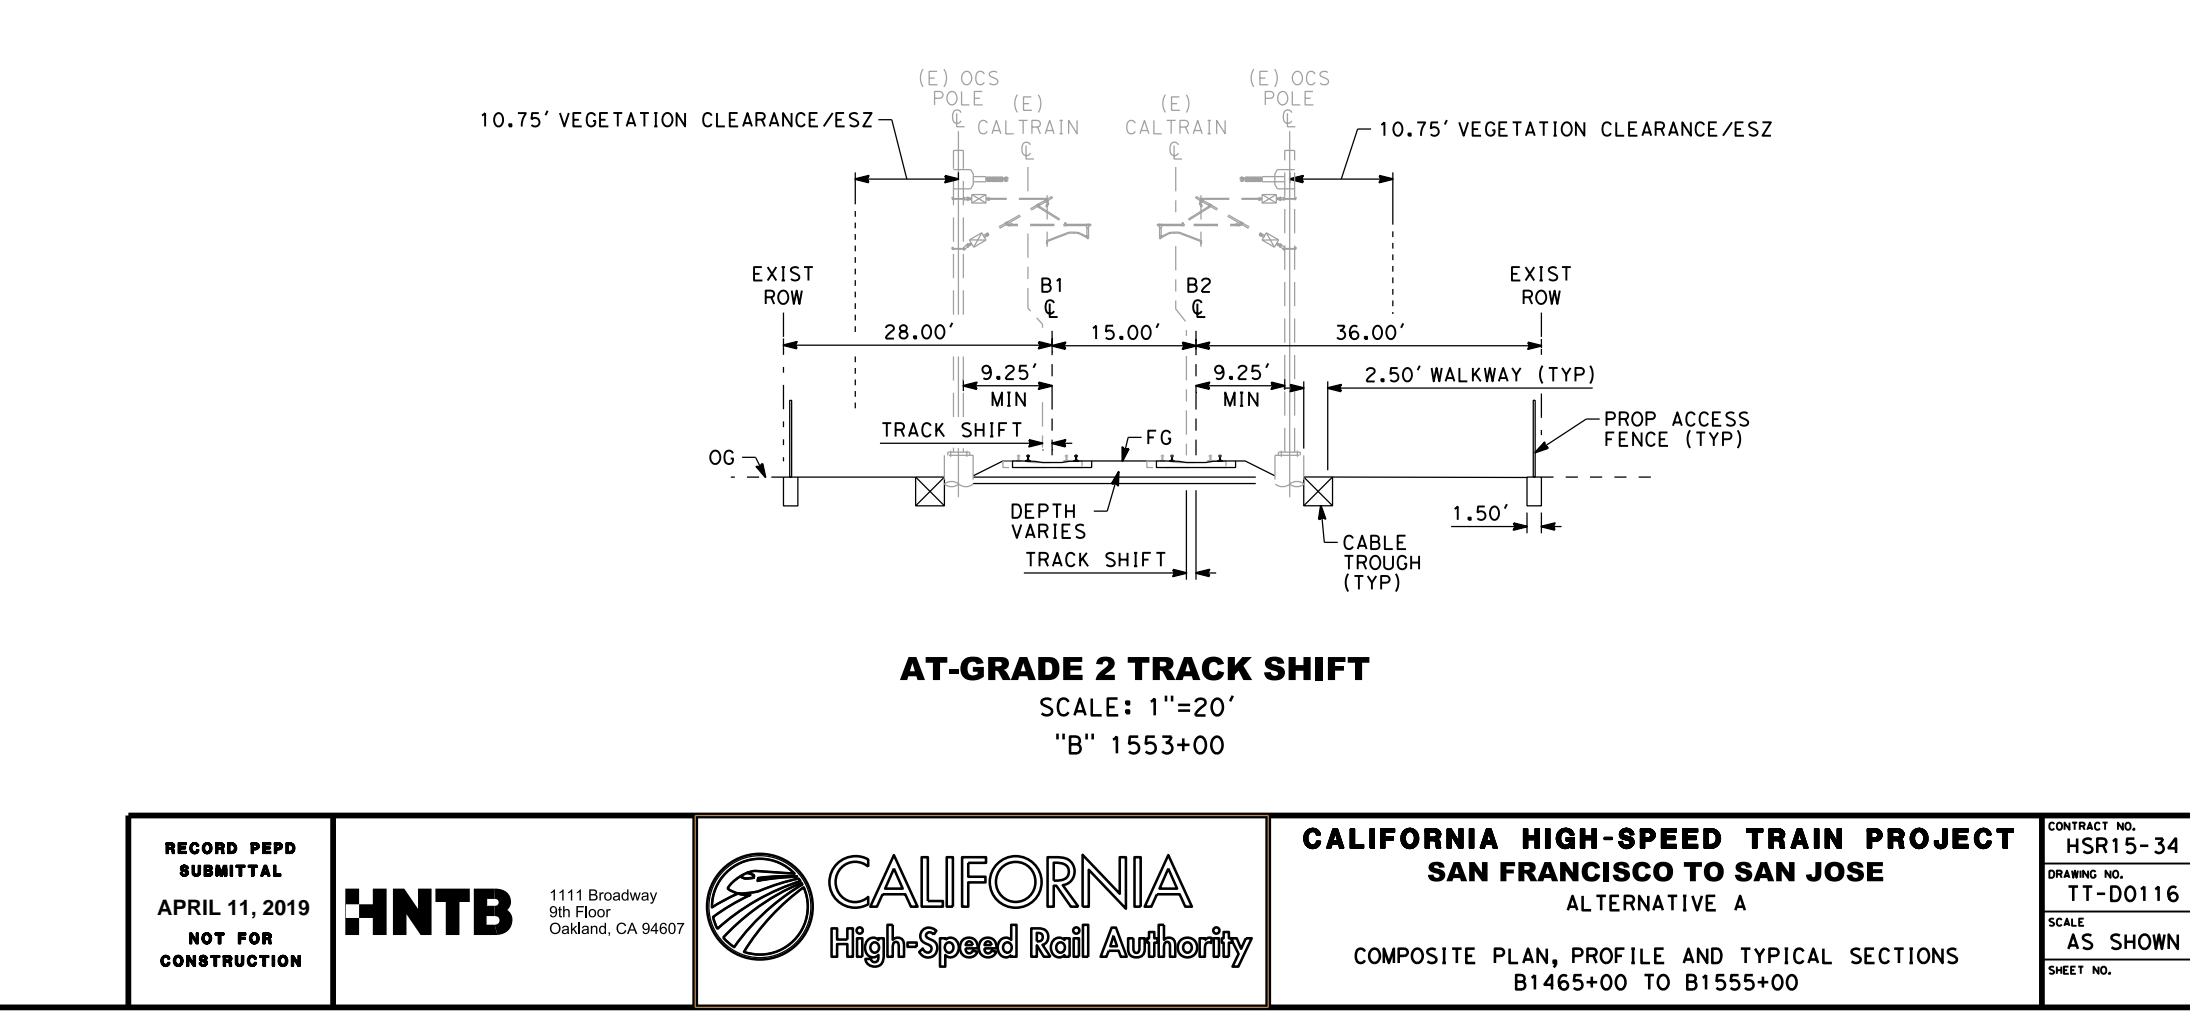 (E) OCS
POLE
℄
(E)
CALTRAIN
℄
(E)
CALTRAIN
℄
(E) OCS
POLE
℄
10.75' VEGETATION CLEARANCE/ESZ
10.75' VEGETATION CLEARANCE/ESZ
EXIST
ROW
B1
℄
B2
℄
EXIST
ROW
28.00'
15.00'
36.00'
9.25'
MIN
9.25'
MIN
2.50' WALKWAY (TYP)
TRACK SHIFT
FG
PROP ACCESS
FENCE (TYP)
OG
DEPTH
VARIES
1.50'
TRACK SHIFT
CABLE
TROUGH
(TYP)
AT-GRADE 2 TRACK SHIFT
SCALE: 1"=20'
"B" 1553+00
RECORD PEPD
SUBMITTAL
APRIL 11, 2019
NOT FOR
CONSTRUCTION
HNTB
1111 Broadway
9th Floor
Oakland, CA 94607
CALIFORNIA
High-Speed Rail Authority
CALIFORNIA HIGH-SPEED TRAIN PROJECT
SAN FRANCISCO TO SAN JOSE
ALTERNATIVE A
COMPOSITE PLAN, PROFILE AND TYPICAL SECTIONS
B1465+00 TO B1555+00
CONTRACT NO.
HSR15-34
DRAWING NO.
TT-D0116
SCALE
AS SHOWN
SHEET NO.